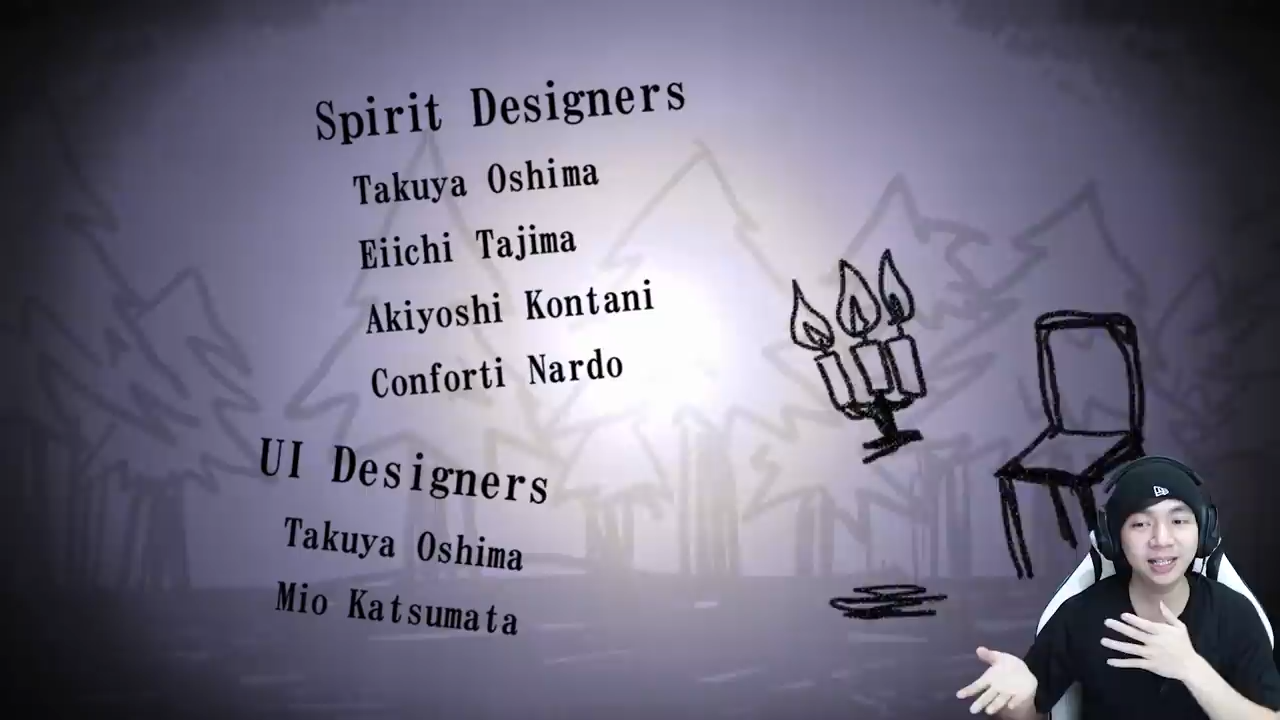 Spirit Designers
Takuya Oshima
Eiichi Tajima
Akiyoshi Kontani
Conforti Nardo
UI Designers
Takuya Oshima
Mio Katsumata